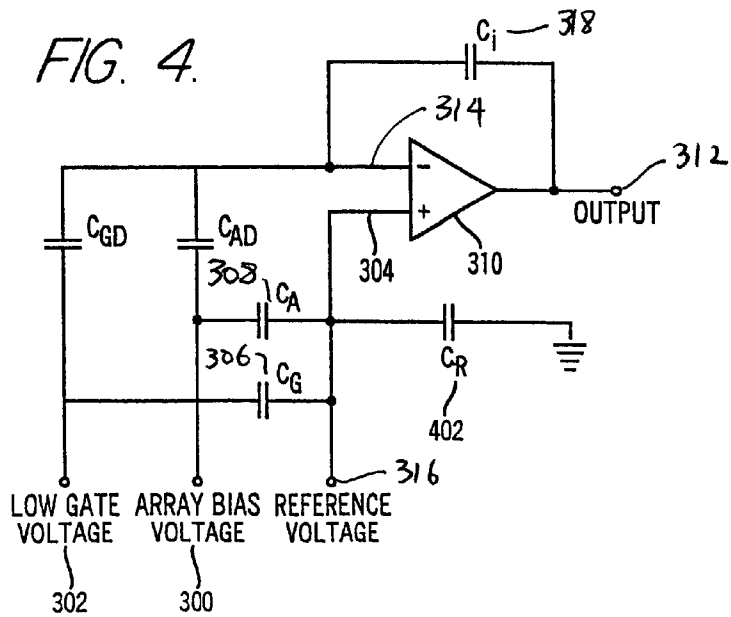 FIG. 4.
Ci 318
314
312
−
+
OUTPUT
CGD
CAD
304
310
308
CA
306
CG
CR
402
316
LOW GATE VOLTAGE
ARRAY BIAS VOLTAGE
REFERENCE VOLTAGE
302
300